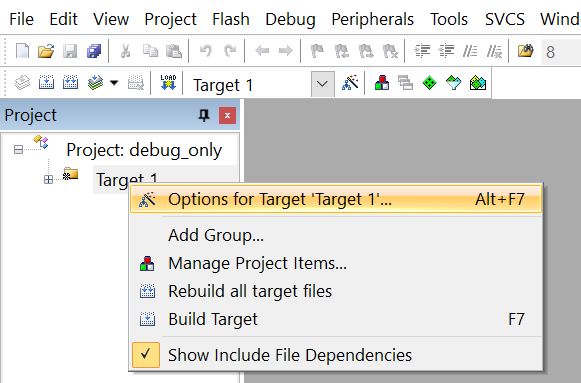 File Edit View Project Flash Debug Peripherals Tools SVCS
8
LOAD Target 1
Project
Project: debug_only
Target 1
Options for Target 'Target 1'... Alt+F7
Add Group...
Manage Project Items...
Rebuild all target files
Build Target F7
Show Include File Dependencies